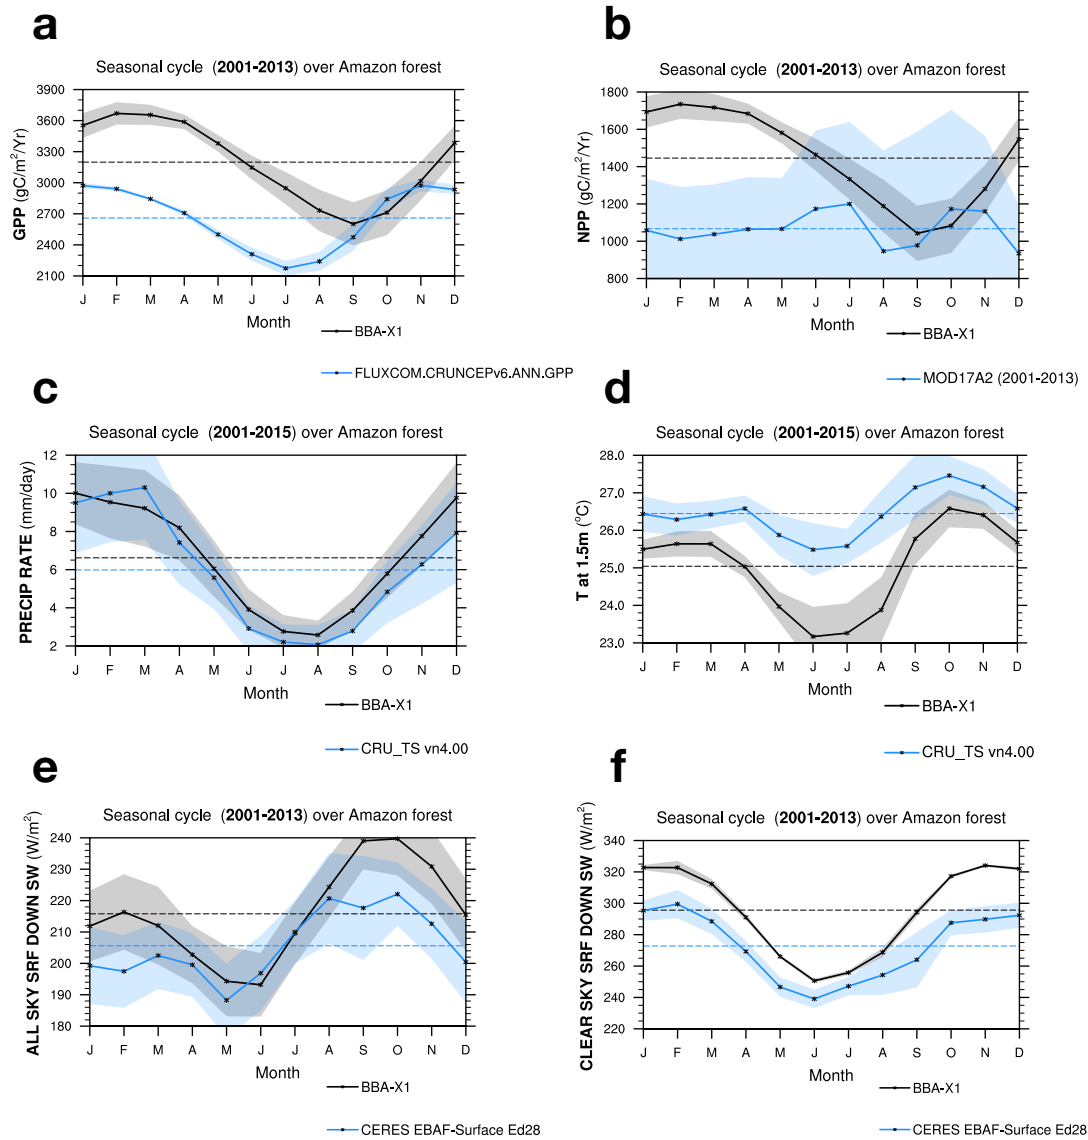 a
Seasonal cycle (2001-2013) over Amazon forest
GPP (gC/m²/Yr)
3900
3600
3300
3000
2700
2400
2100
J F M A M J J A S O N D
Month
BBA-X1
FLUXCOM.CRUNCEPv6.ANN.GPP
b
Seasonal cycle (2001-2013) over Amazon forest
NPP (gC/m²/Yr)
1800
1600
1400
1200
1000
800
J F M A M J J A S O N D
Month
BBA-X1
MOD17A2 (2001-2013)
c
Seasonal cycle (2001-2015) over Amazon forest
PRECIP RATE (mm/day)
12
10
8
6
4
2
J F M A M J J A S O N D
Month
BBA-X1
CRU_TS vn4.00
d
Seasonal cycle (2001-2015) over Amazon forest
T at 1.5m (°C)
28.0
27.0
26.0
25.0
24.0
23.0
J F M A M J J A S O N D
Month
BBA-X1
CRU_TS vn4.00
e
Seasonal cycle (2001-2013) over Amazon forest
ALL SKY SRF DOWN SW (W/m²)
240
230
220
210
200
190
180
J F M A M J J A S O N D
Month
BBA-X1
CERES EBAF-Surface Ed28
f
Seasonal cycle (2001-2013) over Amazon forest
CLEAR SKY SRF DOWN SW (W/m²)
340
320
300
280
260
240
220
J F M A M J J A S O N D
Month
BBA-X1
CERES EBAF-Surface Ed28